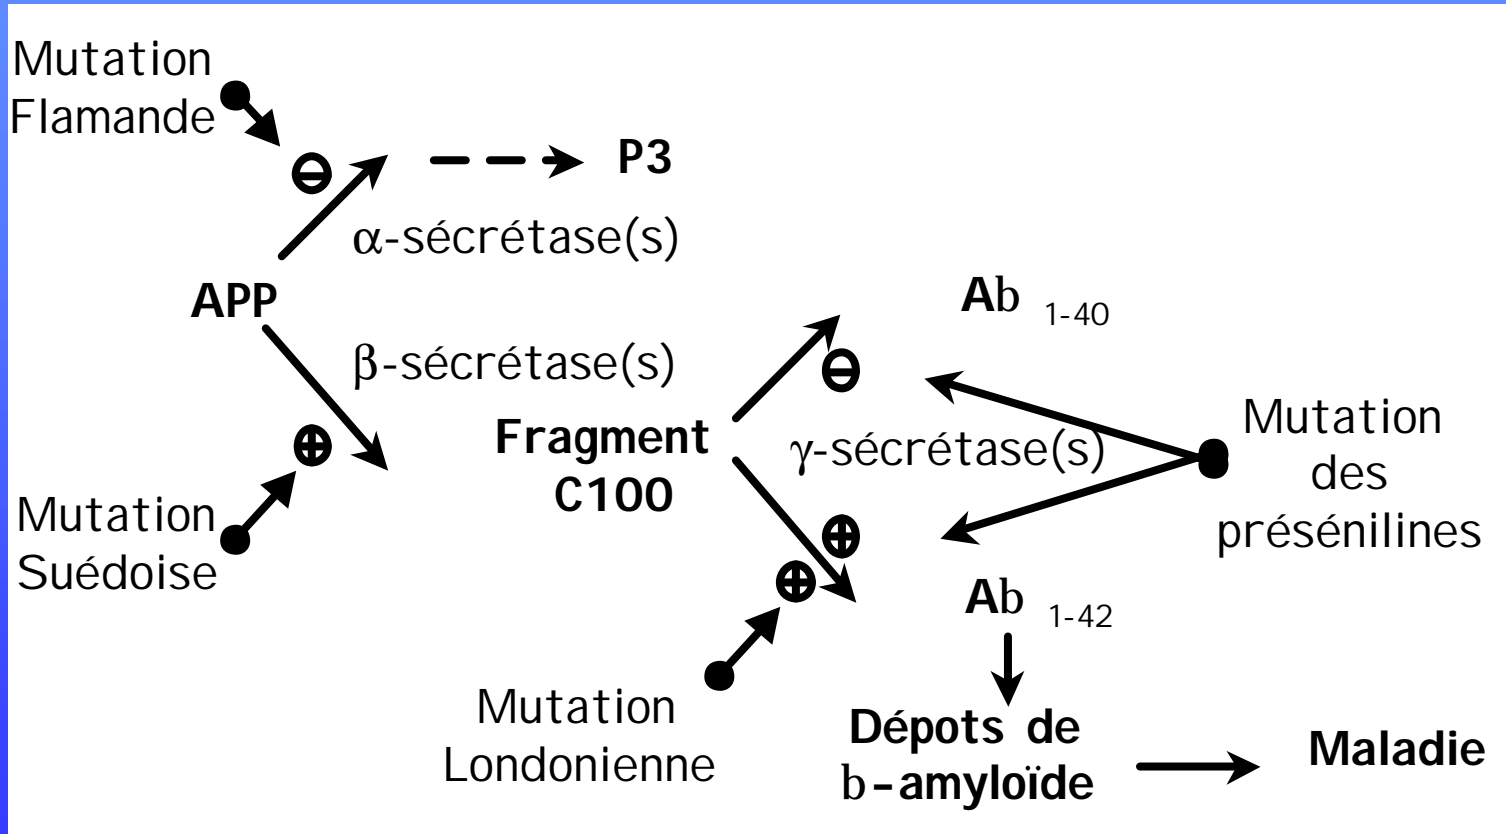 Mutation
Flamande
P3
α-sécrétase(s)
APP
Ab 1-40
β-sécrétase(s)
Fragment
C100
γ-sécrétase(s)
Mutation
des
présénilines
Mutation
Suédoise
Ab 1-42
Mutation
Londonienne
Dépots de
b-amyloïde
Maladie